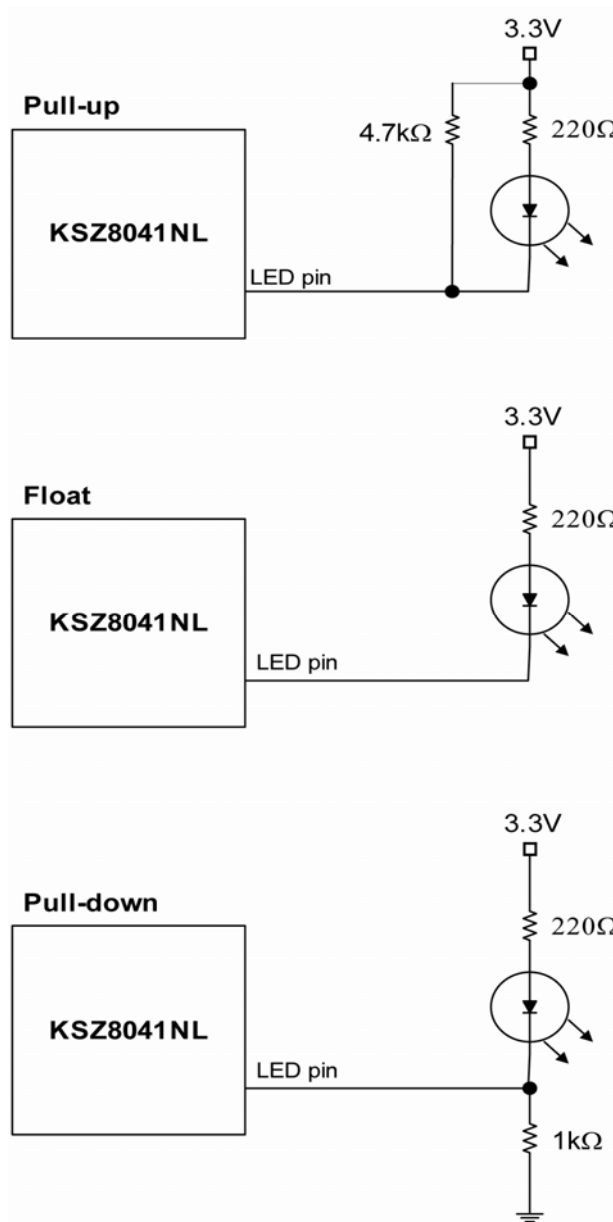 3.3V
Pull-up
4.7kΩ
220Ω
KSZ8041NL
LED pin
3.3V
Float
220Ω
KSZ8041NL
LED pin
3.3V
Pull-down
220Ω
KSZ8041NL
LED pin
1kΩ